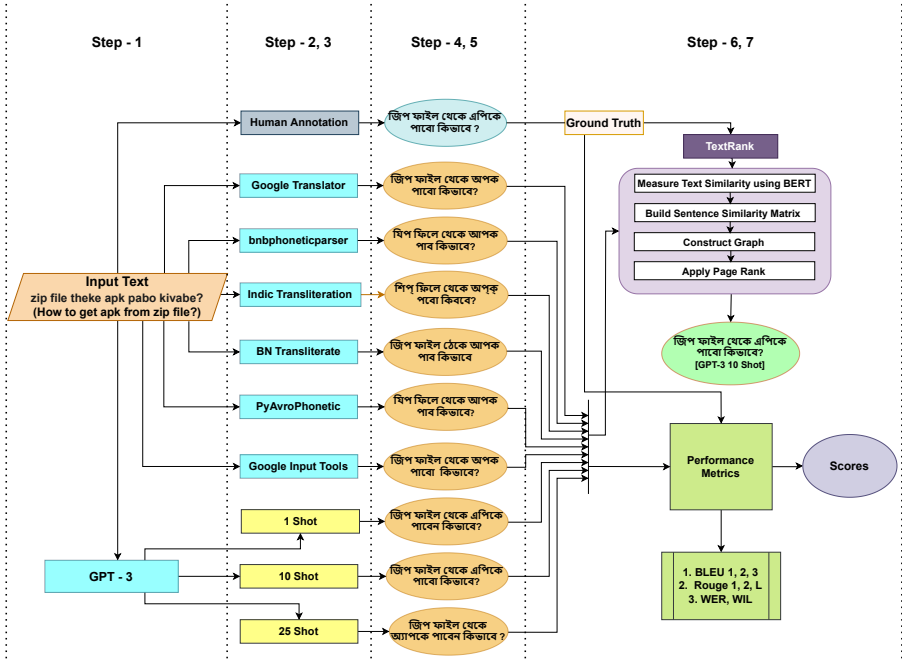 Step - 1
Step - 2, 3
Step - 4, 5
Step - 6, 7
Human Annotation
জিপ ফাইল থেকে এপিকে
পাবো কিভাবে ?
Ground Truth
TextRank
Google Translator
জিপ ফাইল থেকে অপক
পাবো কিভাবে?
Measure Text Similarity using BERT
Build Sentence Similarity Matrix
Construct Graph
Apply Page Rank
bnbphoneticparser
যিপ ফিলে থেকে আপক
পাব কিভাবে?
Input Text
zip file theke apk pabo kivabe?
(How to get apk from zip file?)
Indic Transliteration
শিপ্ ফ়িলে থেকে অপ্ক্
পবো কিববে?
BN Transliterate
জিপ ফাইল ঠেকে আপক
পাব কিভাবে
জিপ ফাইল থেকে এপিকে
পাবো কিভাবে?
[GPT-3 10 Shot]
PyAvroPhonetic
যিপ ফিলে থেকে আপক
পাব কিভাবে?
Google Input Tools
জিপ ফাইল থেকে অপক
পাবো কিভাবে?
Performance
Metrics
Scores
1 Shot
জিপ ফাইল থেকে এপিকে
পাবেন কিভাবে?
GPT - 3
10 Shot
জিপ ফাইল থেকে এপিকে
পাবো কিভাবে?
1. BLEU 1, 2, 3
2. Rouge 1, 2, L
3. WER, WIL
25 Shot
জিপ ফাইল থেকে
অ্যাপকে পাবেন কিভাবে ?